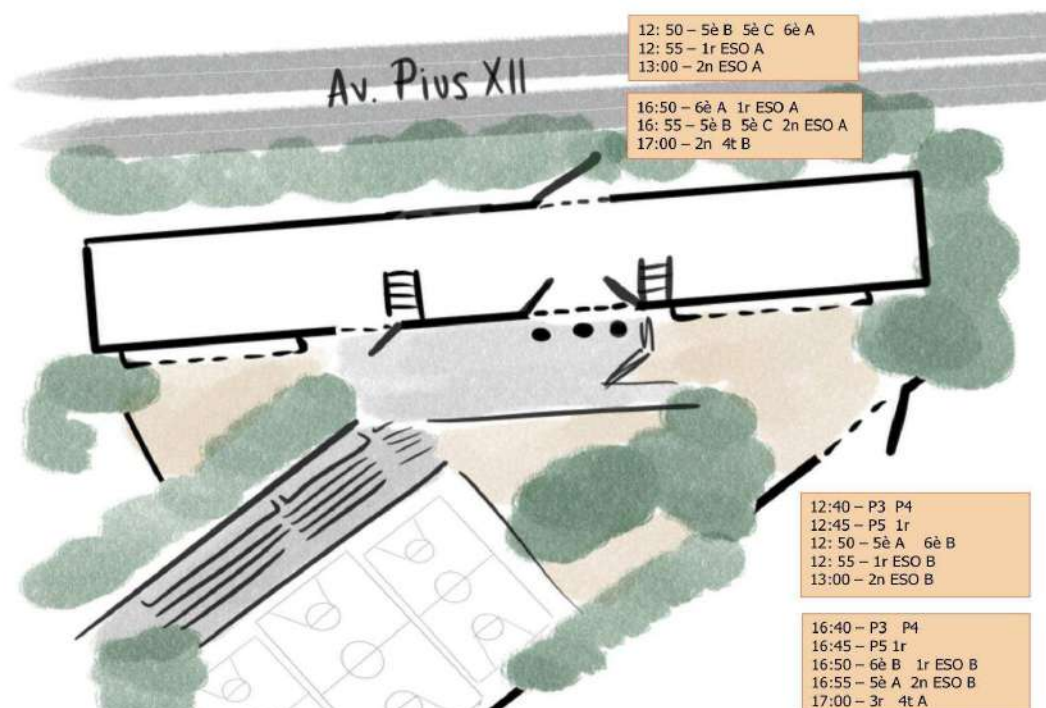 Av. Pius XII
12: 50 – 5è B 5è C 6è A
12: 55 – 1r ESO A
13:00 – 2n ESO A
16:50 – 6è A 1r ESO A
16: 55 – 5è B 5è C 2n ESO A
17:00 – 2n 4t B
12:40 – P3 P4
12:45 – P5 1r
12: 50 – 5è A 6è B
12: 55 – 1r ESO B
13:00 – 2n ESO B
16:40 – P3 P4
16:45 – P5 1r
16:50 – 6è B 1r ESO B
16:55 – 5è A 2n ESO B
17:00 – 3r 4t A